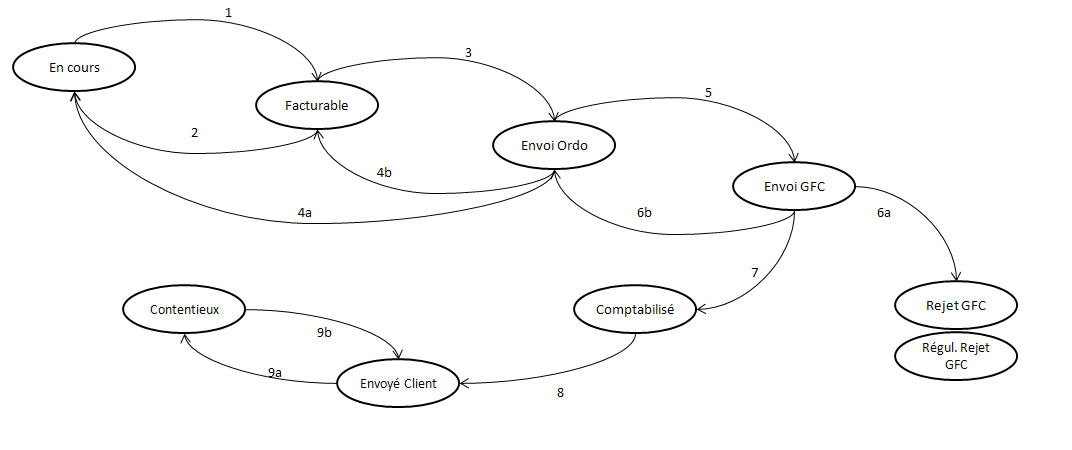 1
En cours
3
Facturable
5
2
Envoi Ordo
4b
Envoi GFC
4a
6b
6a
7
Contentieux
Comptabilisé
Rejet GFC
9b
Régul. Rejet
GFC
9a
Envoyé Client
8